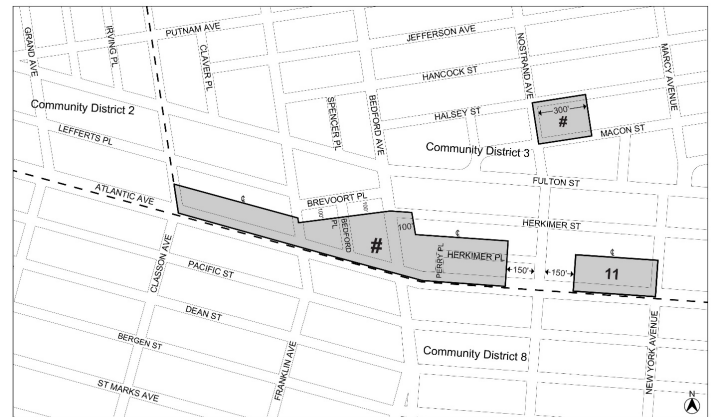 GRAND AVE
IRVING PL
PUTNAM AVE
CLAVER PL
JEFFERSON AVE
NOSTRAND AVE
MARCY AVENUE
HANCOCK ST
Community District 2
SPENCER PL
BEDFORD AVE
HALSEY ST
300'
#
MACON ST
LEFFERTS PL
Community District 3
FULTON ST
ATLANTIC AVE
BREVOORT PL
℄
100'
100'
BEDFORD PL
100'
HERKIMER ST
#
℄
PERRY PL
HERKIMER PL
150'
150'
℄
11
CLASSON AVE
PACIFIC ST
DEAN ST
BERGEN ST
FRANKLIN AVE
ST MARKS AVE
Community District 8
NEW YORK AVENUE
N